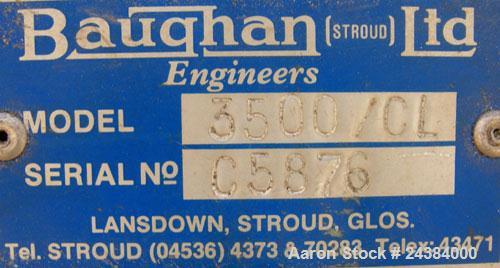 Baughan (STROUD) Ltd
Engineers
MODEL 3500/CL
SERIAL Nº C5876
LANSDOWN, STROUD, GLOS.
Tel. STROUD (04536) 4373 & 70283 Telex: 43471
Aaron Stock # 24384000